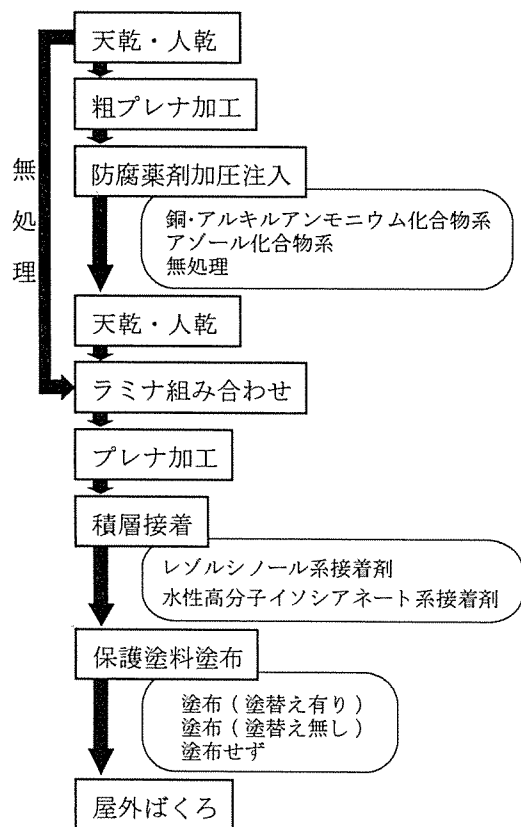 天乾・人乾
粗プレナ加工
無処理
防腐薬剤加圧注入
銅・アルキルアンモニウム化合物系
アゾール化合物系
無処理
天乾・人乾
ラミナ組み合わせ
プレナ加工
積層接着
レゾルシノール系接着剤
水性高分子イソシアネート系接着剤
保護塗料塗布
塗布(塗替え有り)
塗布(塗替え無し)
塗布せず
屋外ばくろ